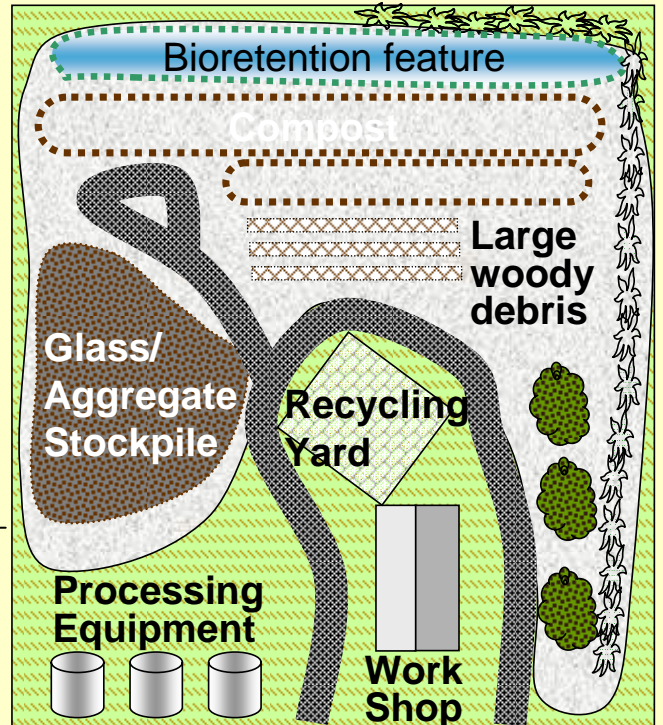 Bioretention feature
Compost
Large
woody
debris
Glass/
Aggregate
Stockpile
Recycling
Yard
Processing
Equipment
Work
Shop